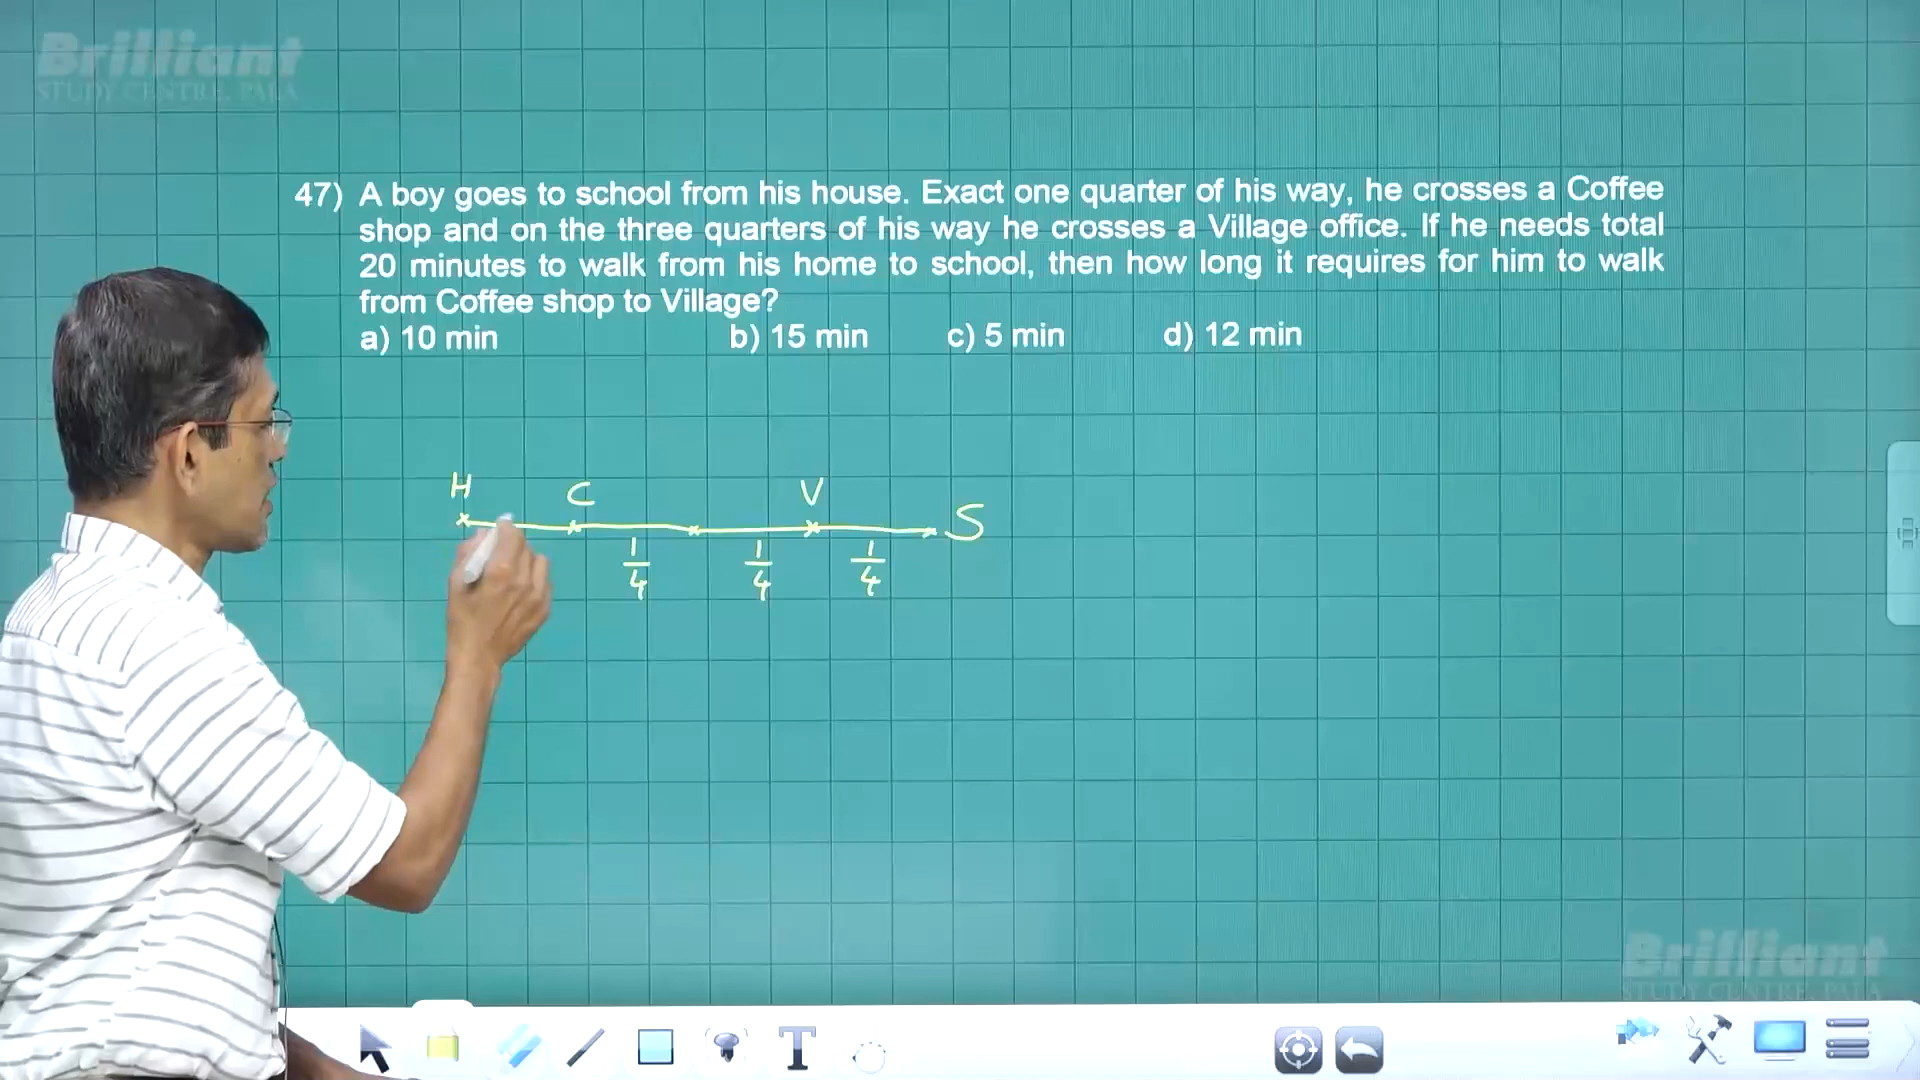 Brilliant
STUDY CENTRE, PALA
47) A boy goes to school from his house. Exact one quarter of his way, he crosses a Coffee
shop and on the three quarters of his way he crosses a Village office. If he needs total
20 minutes to walk from his home to school, then how long it requires for him to walk
from Coffee shop to Village?
a) 10 min b) 15 min c) 5 min d) 12 min
H C V S
1/4 1/4 1/4
Brilliant
STUDY CENTRE, PALA
T